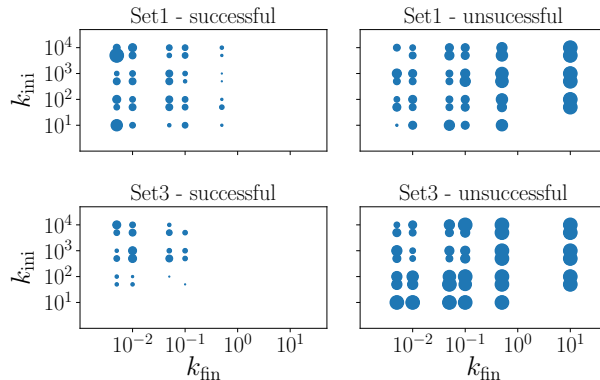 Set1 - successful
Set1 - unsucessful
k_ini
10^4
10^3
10^2
10^1
Set3 - successful
Set3 - unsucessful
k_ini
10^4
10^3
10^2
10^1
10^-2 10^-1 10^0 10^1
10^-2 10^-1 10^0 10^1
k_fin
k_fin